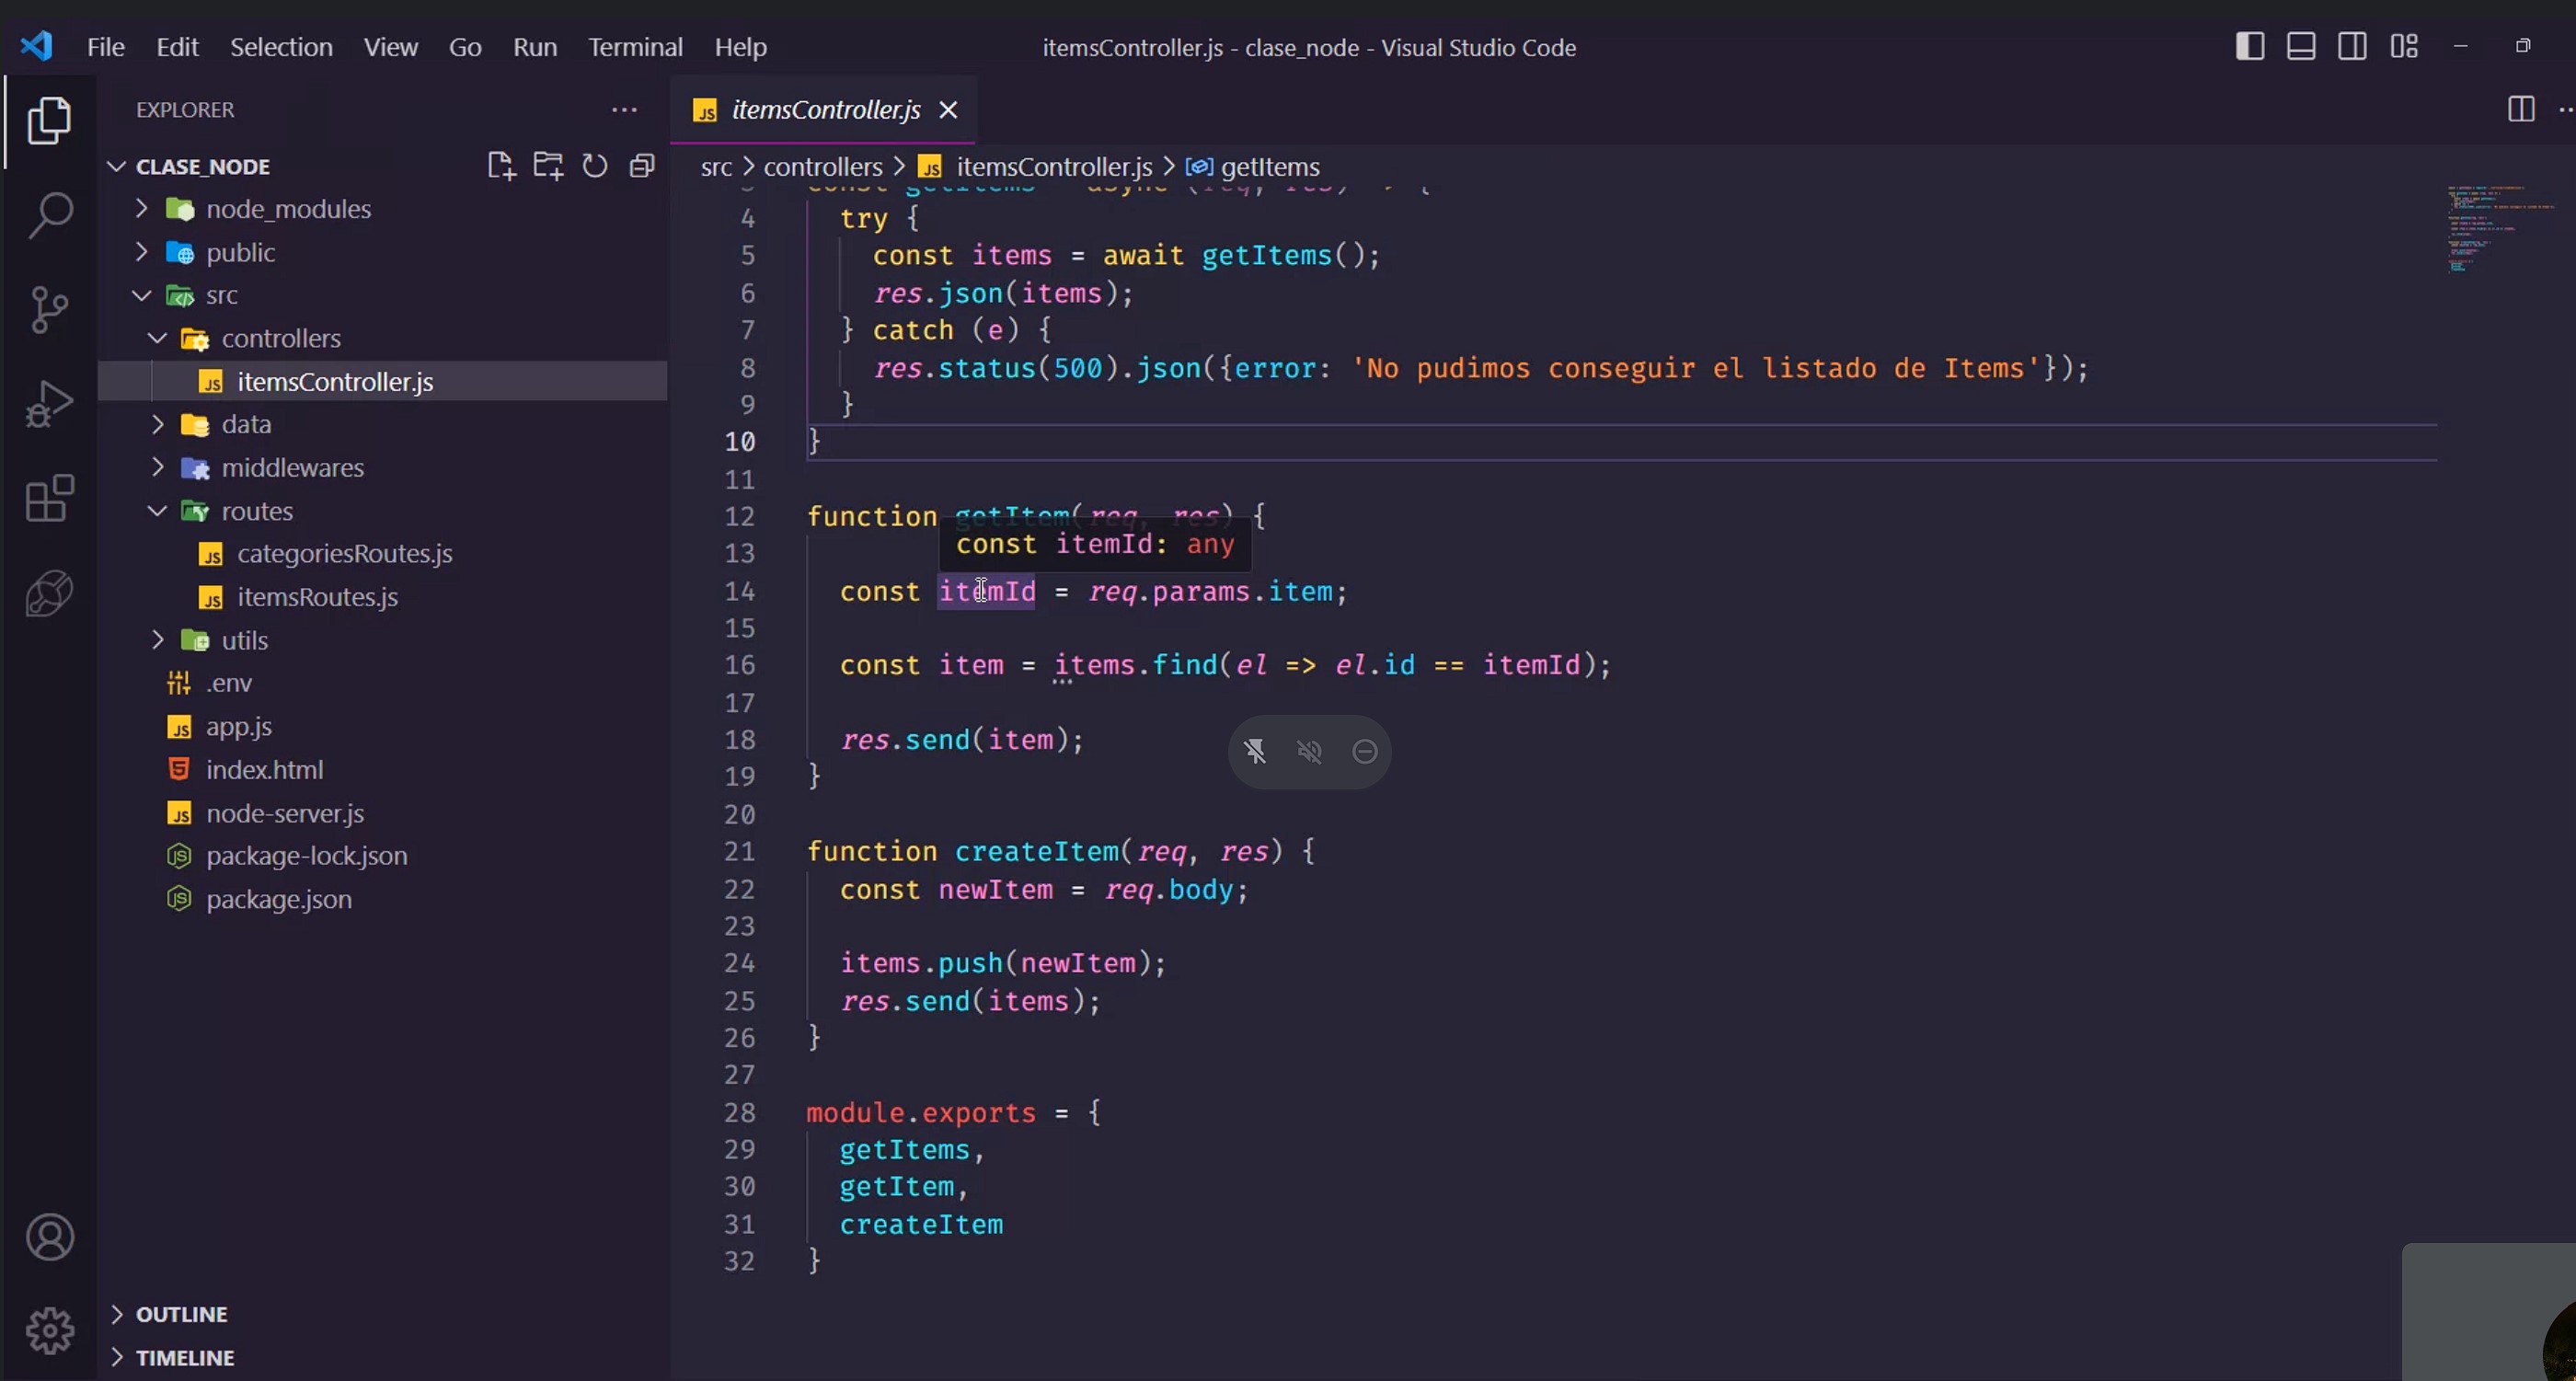 File Edit Selection View Go Run Terminal Help
itemsController.js - clase_node - Visual Studio Code
EXPLORER
CLASE_NODE
node_modules
public
src
controllers
itemsController.js
data
middlewares
routes
categoriesRoutes.js
itemsRoutes.js
utils
.env
app.js
index.html
node-server.js
package-lock.json
package.json
OUTLINE
TIMELINE
itemsController.js
src > controllers > itemsController.js > getItems
3 const getItems = async (req, res) => {
4 try {
5 const items = await getItems();
6 res.json(items);
7 } catch (e) {
8 res.status(500).json({error: 'No pudimos conseguir el listado de Items'});
9 }
10 }
11
12 function getItem(req, res) {
const itemId: any
13
14 const itemId = req.params.item;
15
16 const item = items.find(el => el.id == itemId);
17
18 res.send(item);
19 }
20
21 function createItem(req, res) {
22 const newItem = req.body;
23
24 items.push(newItem);
25 res.send(items);
26 }
27
28 module.exports = {
29 getItems,
30 getItem,
31 createItem
32 }